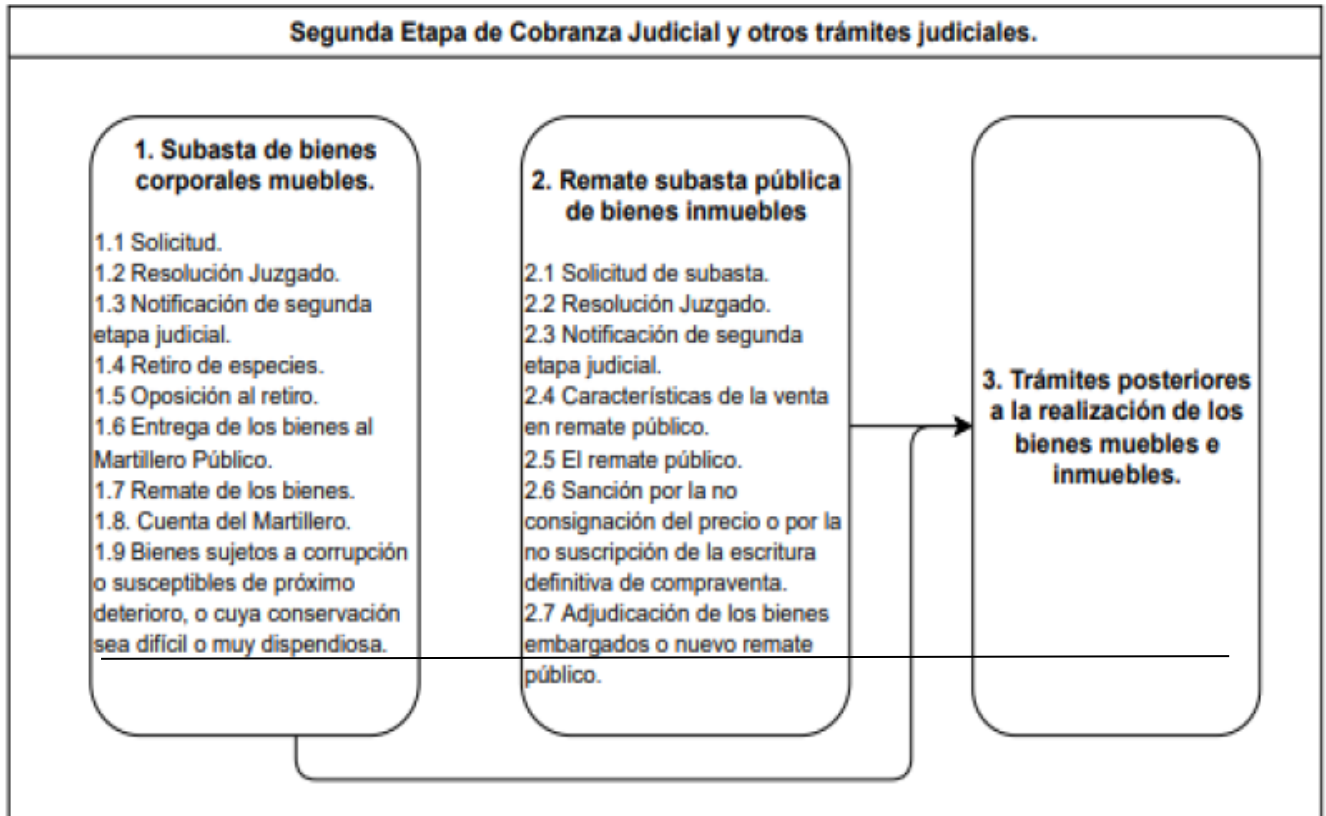 Segunda Etapa de Cobranza Judicial y otros trámites judiciales.
1. Subasta de bienes
corporales muebles.
1.1 Solicitud.
1.2 Resolución Juzgado.
1.3 Notificación de segunda
etapa judicial.
1.4 Retiro de especies.
1.5 Oposición al retiro.
1.6 Entrega de los bienes al
Martillero Público.
1.7 Remate de los bienes.
1.8. Cuenta del Martillero.
1.9 Bienes sujetos a corrupción
o susceptibles de próximo
deterioro, o cuya conservación
sea difícil o muy dispendiosa.
2. Remate subasta pública
de bienes inmuebles
2.1 Solicitud de subasta.
2.2 Resolución Juzgado.
2.3 Notificación de segunda
etapa judicial.
2.4 Características de la venta
en remate público.
2.5 El remate público.
2.6 Sanción por la no
consignación del precio o por la
no suscripción de la escritura
definitiva de compraventa.
2.7 Adjudicación de los bienes
embargados o nuevo remate
público.
3. Trámites posteriores
a la realización de los
bienes muebles e
inmuebles.